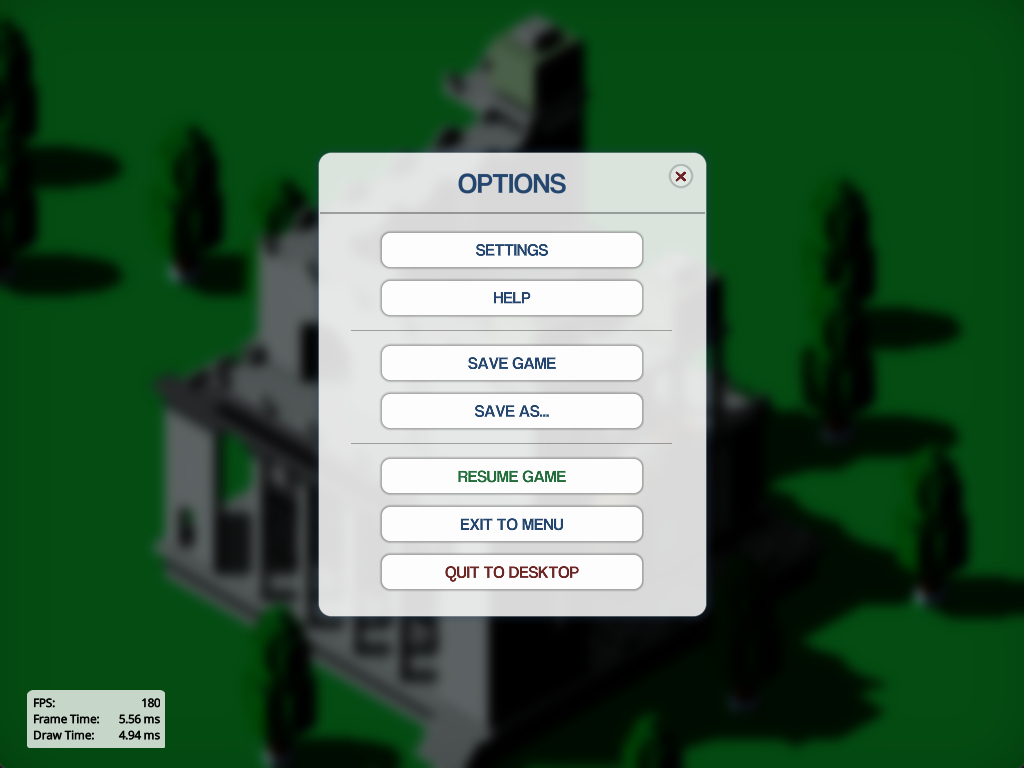 OPTIONS
SETTINGS
HELP
SAVE GAME
SAVE AS...
RESUME GAME
EXIT TO MENU
QUIT TO DESKTOP
FPS: 180
Frame Time: 5.56 ms
Draw Time: 4.94 ms